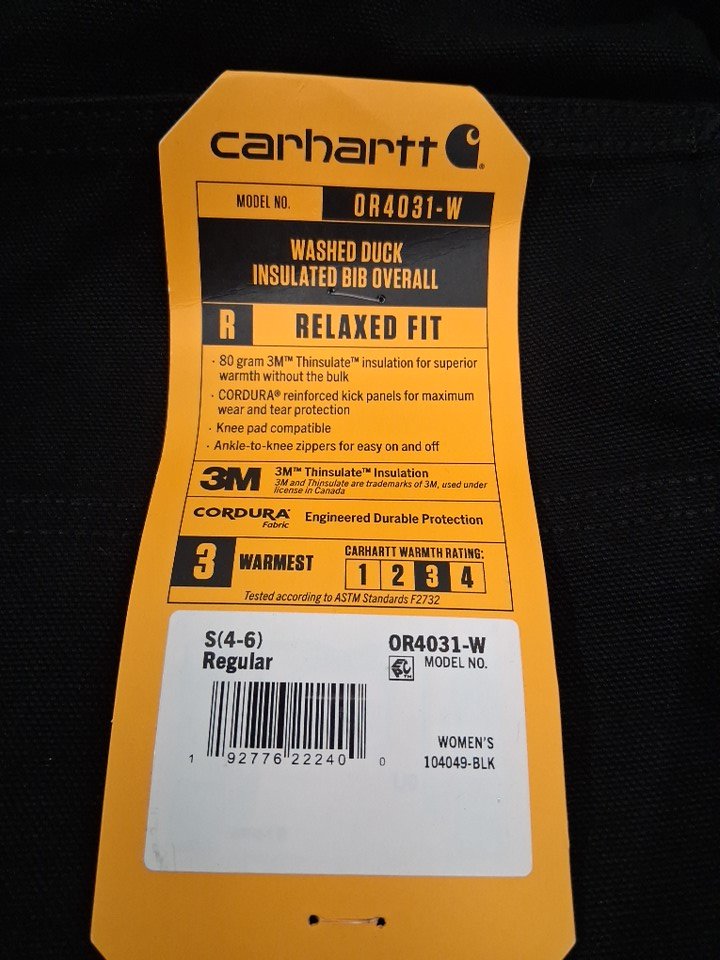 carhartt
MODEL NO. OR4031-W
WASHED DUCK
INSULATED BIB OVERALL
R RELAXED FIT
· 80 gram 3M™ Thinsulate™ insulation for superior
warmth without the bulk
· CORDURA® reinforced kick panels for maximum
wear and tear protection
· Knee pad compatible
· Ankle-to-knee zippers for easy on and off
3M 3M™ Thinsulate™ Insulation
3M and Thinsulate are trademarks of 3M, used under
license in Canada
CORDURA® Fabric Engineered Durable Protection
3 WARMEST
CARHARTT WARMTH RATING:
1 2 3 4
Tested according to ASTM Standards F2732
S(4-6)
Regular
OR4031-W
MODEL NO.
1 92776 22240 0
WOMEN'S
104049-BLK